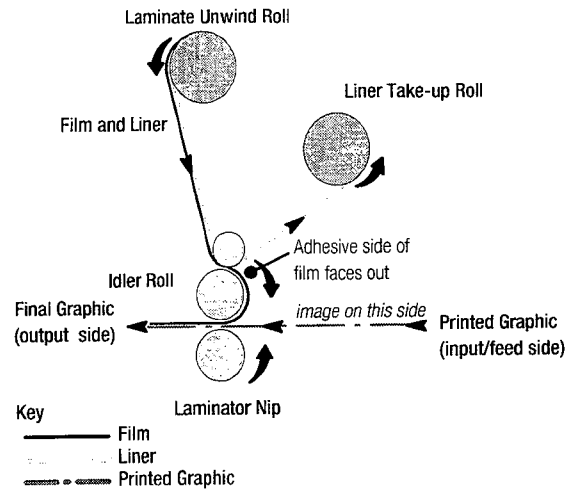 Laminate Unwind Roll
Liner Take-up Roll
Film and Liner
Adhesive side of
film faces out
Idler Roll
Final Graphic
(output side)
image on this side
Printed Graphic
(input/feed side)
Laminator Nip
Key
Film
Liner
Printed Graphic